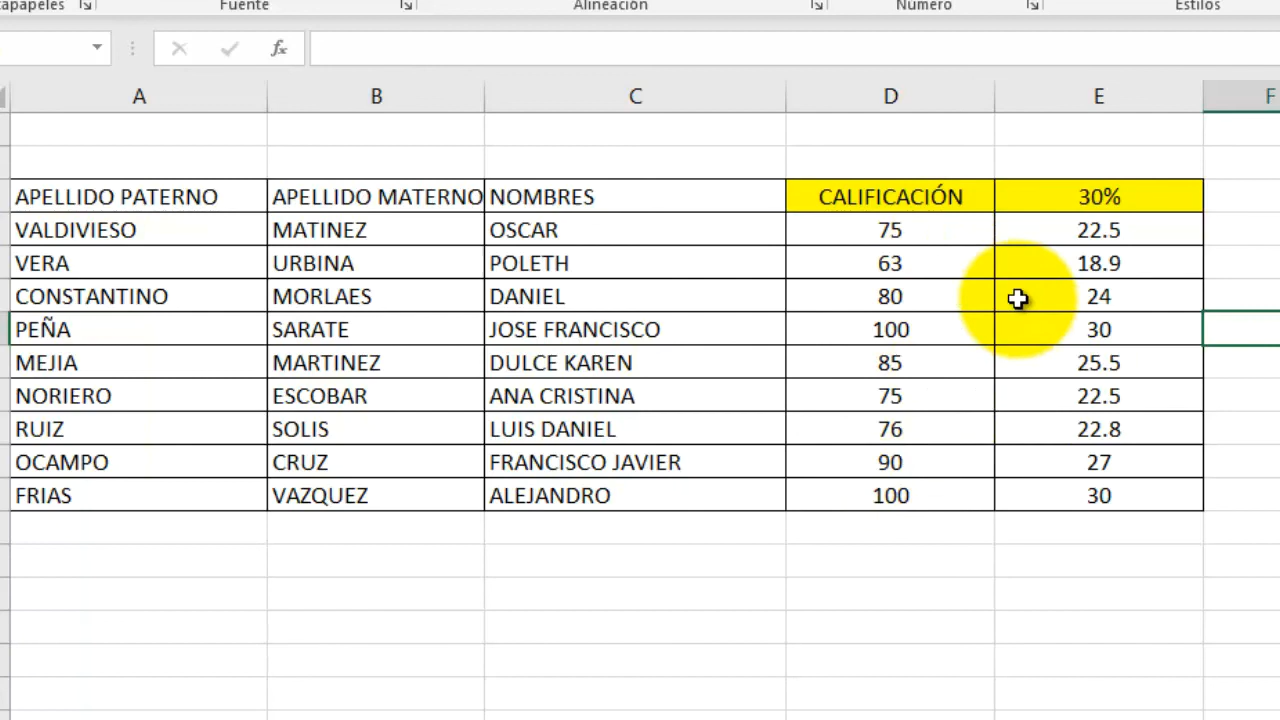 apapeles Fuente Alineación Número Estilos
fx
A B C D E F
APELLIDO PATERNO APELLIDO MATERNO NOMBRES CALIFICACIÓN 30%
VALDIVIESO MATINEZ OSCAR 75 22.5
VERA URBINA POLETH 63 18.9
CONSTANTINO MORLAES DANIEL 80 24
PEÑA SARATE JOSE FRANCISCO 100 30
MEJIA MARTINEZ DULCE KAREN 85 25.5
NORIERO ESCOBAR ANA CRISTINA 75 22.5
RUIZ SOLIS LUIS DANIEL 76 22.8
OCAMPO CRUZ FRANCISCO JAVIER 90 27
FRIAS VAZQUEZ ALEJANDRO 100 30